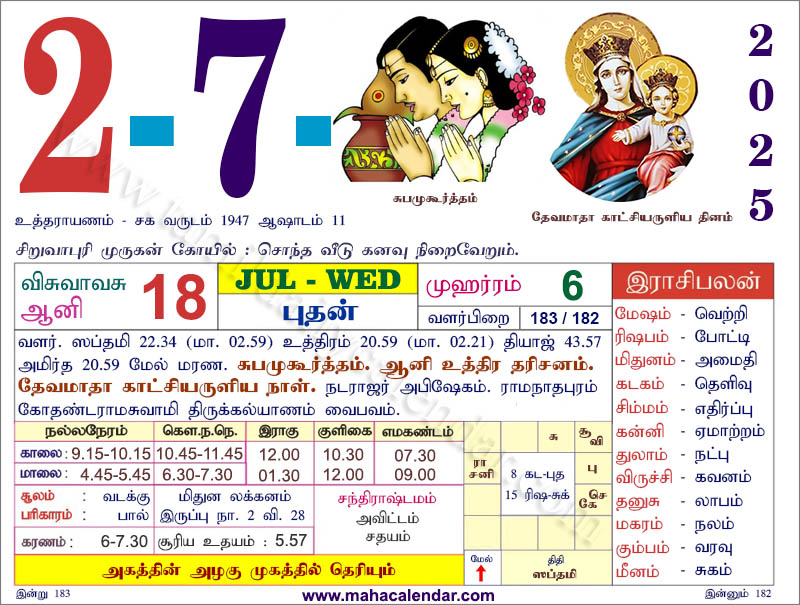 2-7-
2025
சுபமுகூர்த்தம்
தேவமாதா காட்சியருளிய தினம்
உத்தராயணம் - சக வருடம் 1947 ஆஷாடம் 11
சிறுவாபுரி முருகன் கோயில் : சொந்த வீடு கனவு நிறைவேறும்.
விசுவாவசு
ஆனி
18
JUL - WED
புதன்
முஹர்ரம் 6
வளர்பிறை 183 / 182
வளர். ஸப்தமி 22.34 (மா. 02.59) உத்திரம் 20.59 (மா. 02.21) தியாஜ் 43.57
அமிர்த 20.59 மேல் மரண. சுபமுகூர்த்தம். ஆனி உத்திர தரிசனம்.
தேவமாதா காட்சியருளிய நாள். நடராஜர் அபிஷேகம். ராமநாதபுரம்
கோதண்டராமசுவாமி திருக்கல்யாணம் வைபவம்.
நல்லநேரம் கௌ.ந.நெ. இராகு குளிகை எமகண்டம்
காலை: 9.15-10.15 10.45-11.45 12.00 10.30 07.30
மாலை: 4.45-5.45 6.30-7.30 01.30 12.00 09.00
சூலம் : வடக்கு
பரிகாரம் : பால்
மிதுன லக்கனம்
இருப்பு நா. 2 வி. 28
சந்திராஷ்டமம்
அவிட்டம்
சதயம்
கரணம் : 6-7.30 சூரிய உதயம் : 5.57
அகத்தின் அழகு முகத்தில் தெரியும்
சு
சூ
வி
ரா
சனி
8 கட-புத
15 ரிஷ-சுக்
பு
செ
கே
மேல்
திதி
ஸப்தமி
இராசிபலன்
மேஷம் - வெற்றி
ரிஷபம் - போட்டி
மிதுனம் - அமைதி
கடகம் - தெளிவு
சிம்மம் - எதிர்ப்பு
கன்னி - ஏமாற்றம்
துலாம் - நட்பு
விருச்சி - கவனம்
தனுசு - லாபம்
மகரம் - நலம்
கும்பம் - வரவு
மீனம் - சுகம்
இன்று 183
www.mahacalendar.com
இன்னும் 182